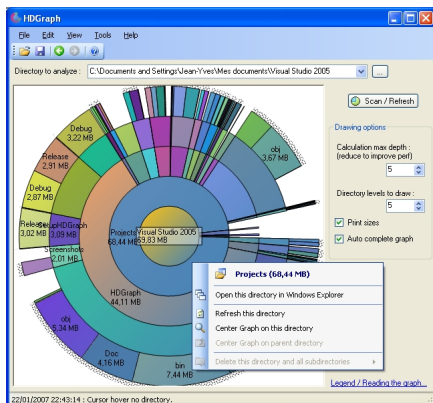 HDGraph
File Edit View Tools Help
Directory to analyze : C:\Documents and Settings\Jean-Yves\Mes documents\Visual Studio 2005 ...
Scan / Refresh
Drawing options
Calculation max depth :
(reduce to improve perf)
5
Directory levels to draw :
5
Print sizes
Auto complete graph
Debug
3,22 MB
obj
3,67 MB
Release
2,91 MB
Debug
2,87 MB
Release
3,02 MB
SetupHDGraph
3,09 MB
Projects
68,44 MB
Visual Studio 2005
69,83 MB
Screenshots
2,01 MB
HDGraph
44,11 MB
obj
5,34 MB
Doc
4,16 MB
bin
7,44 MB
Projects (68,44 MB)
Open this directory in Windows Explorer
Refresh this directory
Center Graph on this directory
Center Graph on parent directory
Delete this directory and all subdirectories
Legend / Reading the graph...
22/01/2007 22:43:14 : Cursor hover no directory.